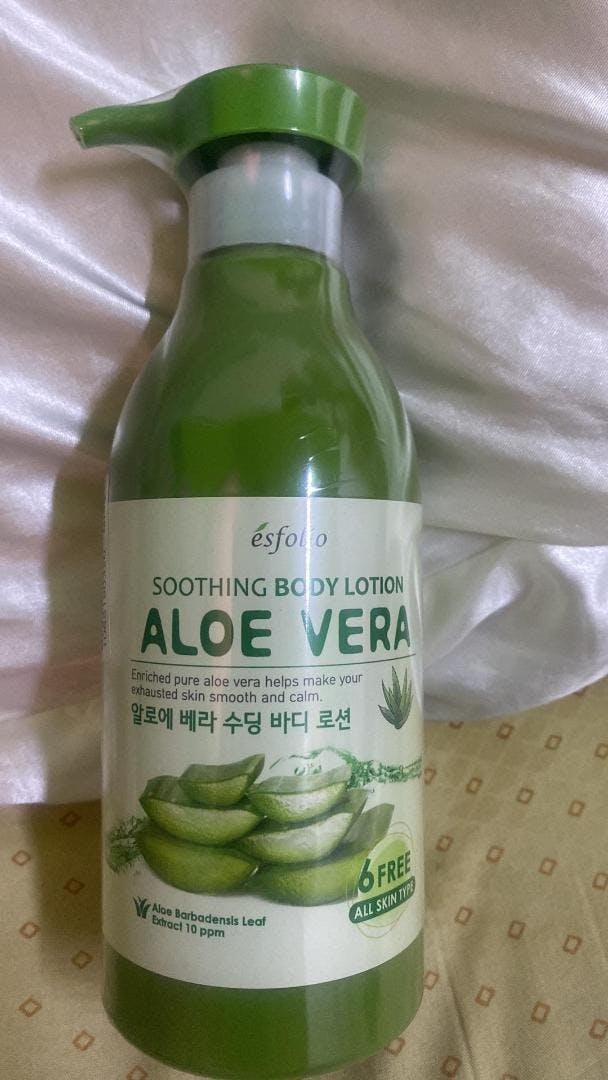 ésfolio
SOOTHING BODY LOTION
ALOE VERA
Enriched pure aloe vera helps make your
exhausted skin smooth and calm.
알로에 베라 수딩 바디 로션
6 FREE
ALL SKIN TYPE
Aloe Barbadensis Leaf
Extract 10 ppm